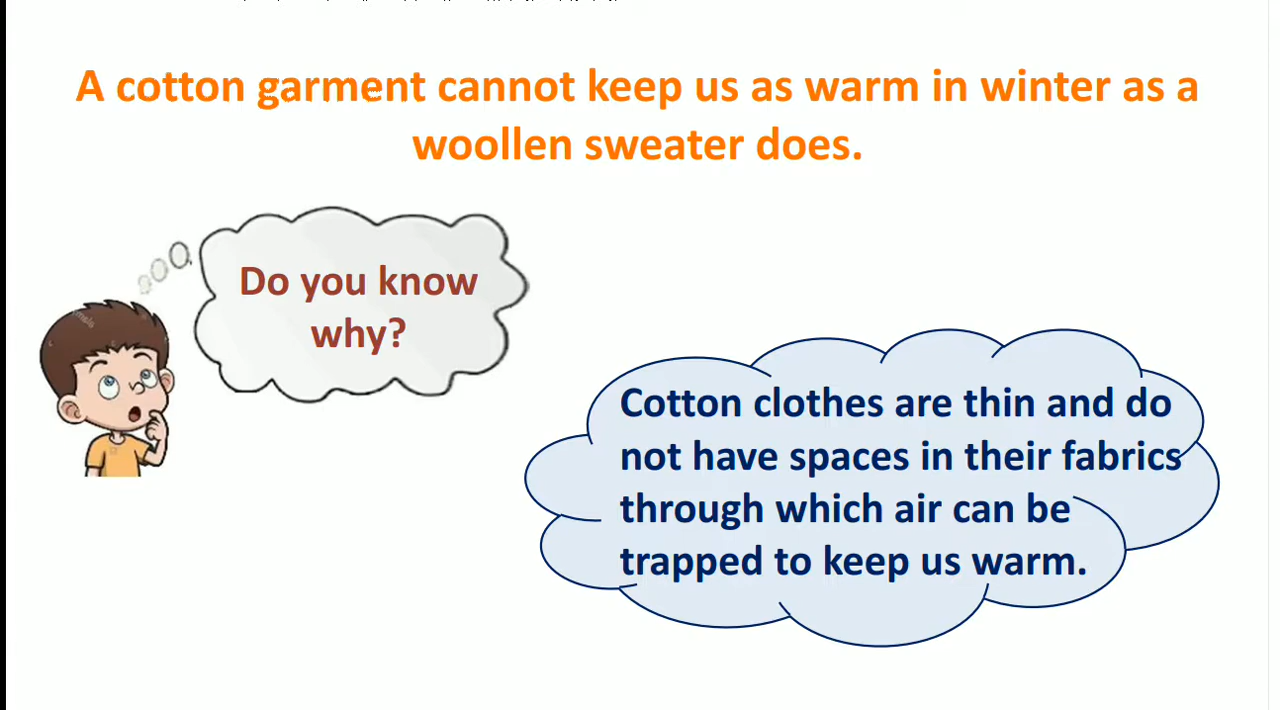 A cotton garment cannot keep us as warm in winter as a
woollen sweater does.
Do you know
why?
Cotton clothes are thin and do
not have spaces in their fabrics
through which air can be
trapped to keep us warm.